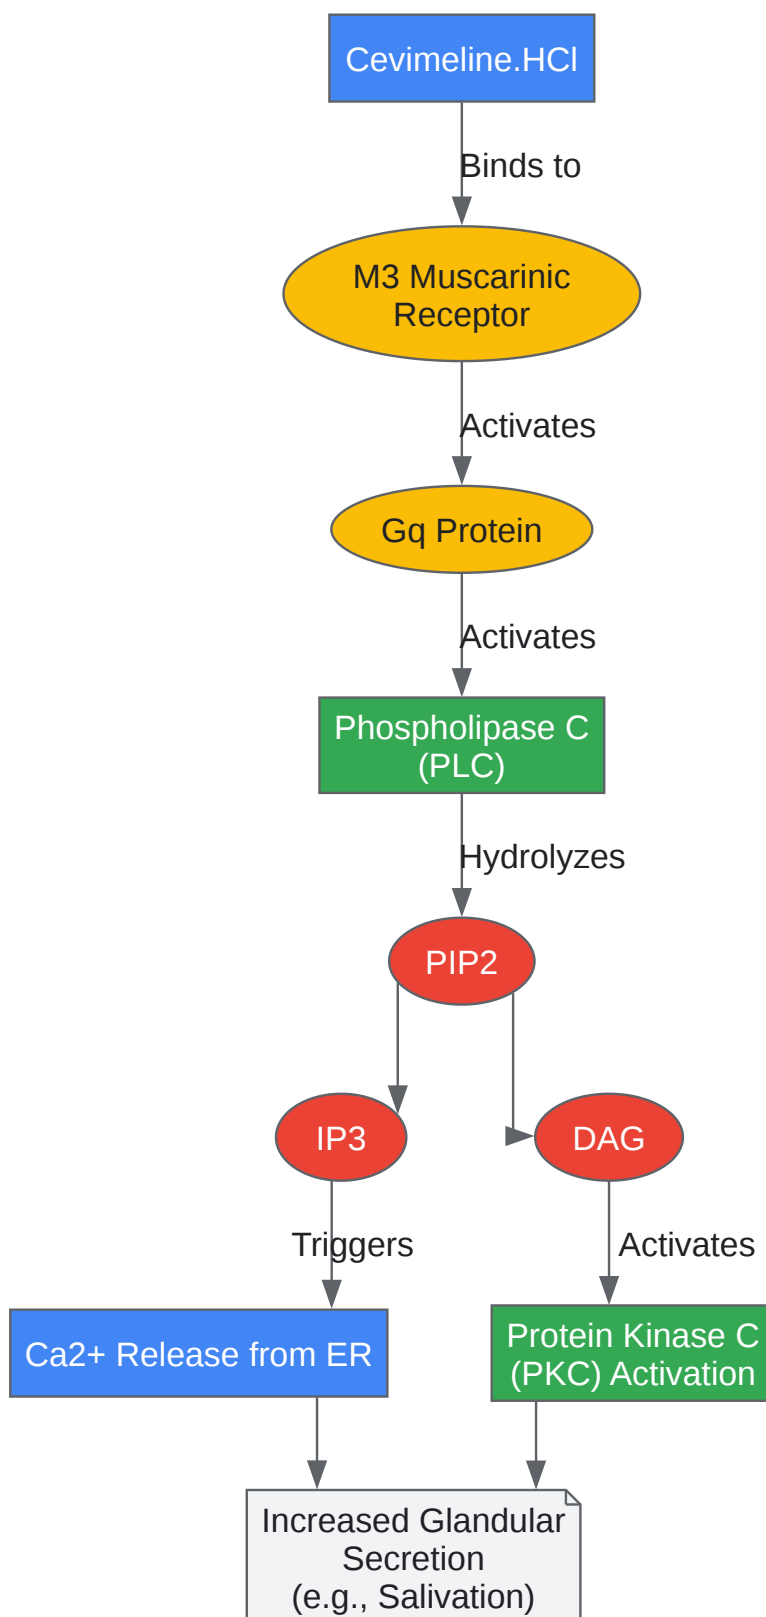 Cevimeline.HCl
Binds to
M3 Muscarinic
Receptor
Activates
Gq Protein
Activates
Phospholipase C
(PLC)
Hydrolyzes
PIP2
IP3
DAG
Triggers
Activates
Ca2+ Release from ER
Protein Kinase C
(PKC) Activation
Increased Glandular
Secretion
(e.g., Salivation)